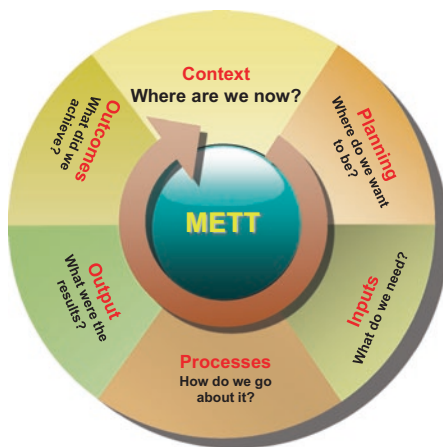 Context
Where are we now?
Planning
Where do we want
to be?
Inputs
What do we need?
Processes
How do we go
about it?
Output
What were the
results?
Outcomes
What did we
achieve?
METT